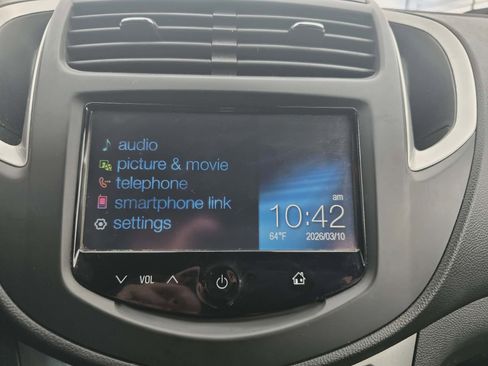 audio
picture & movie
telephone
smartphone link
settings
am
10:42
64°F 2026/03/10
VOL